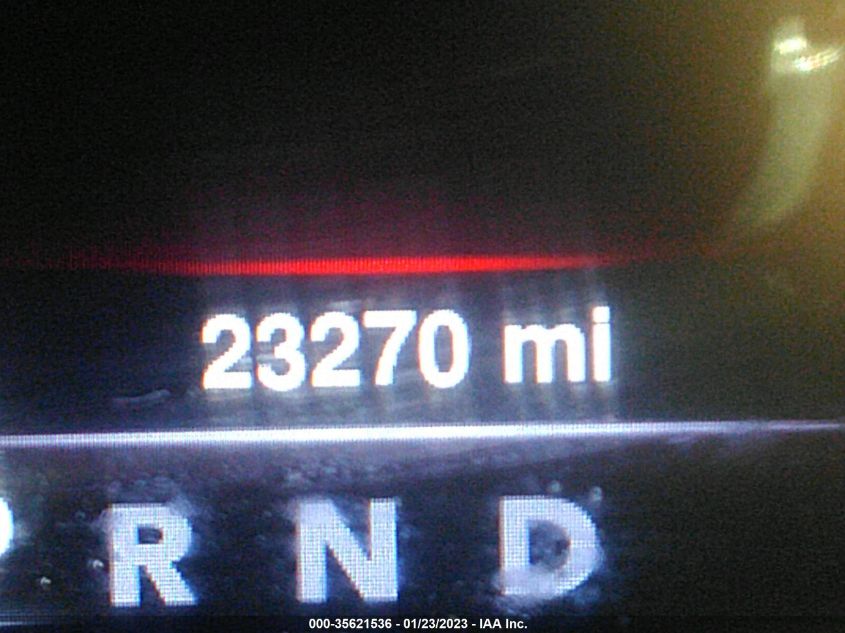 23270 mi
P R N D
000-35621536 - 01/23/2023 - IAA Inc.